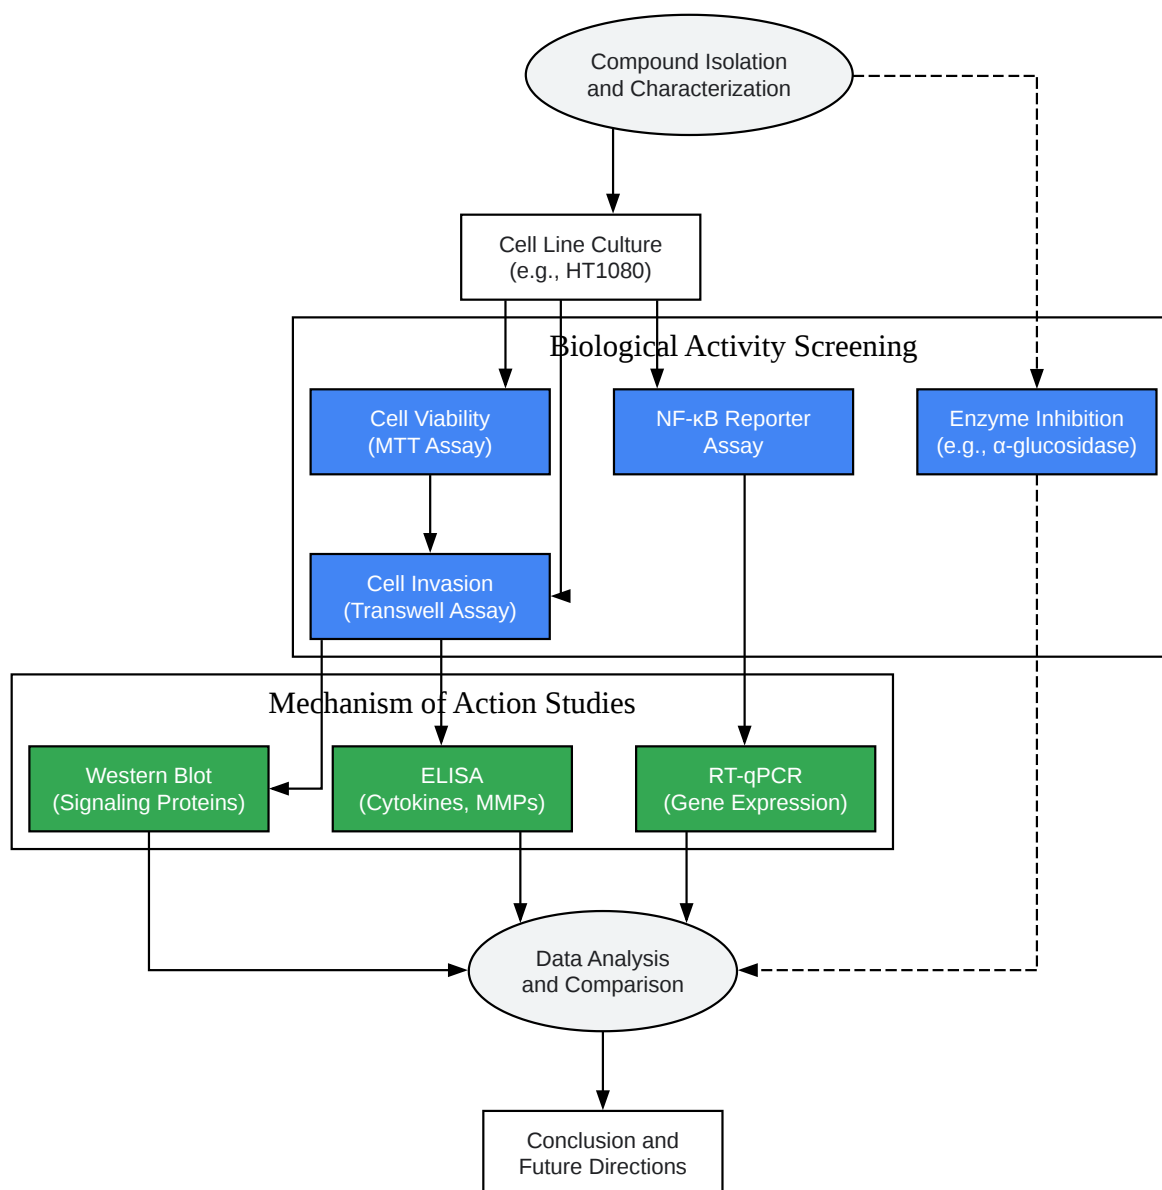 Compound Isolation
and Characterization
Cell Line Culture
(e.g., HT1080)
Biological Activity Screening
Cell Viability
(MTT Assay)
NF-κB Reporter
Assay
Enzyme Inhibition
(e.g., α-glucosidase)
Cell Invasion
(Transwell Assay)
Mechanism of Action Studies
Western Blot
(Signaling Proteins)
ELISA
(Cytokines, MMPs)
RT-qPCR
(Gene Expression)
Data Analysis
and Comparison
Conclusion and
Future Directions